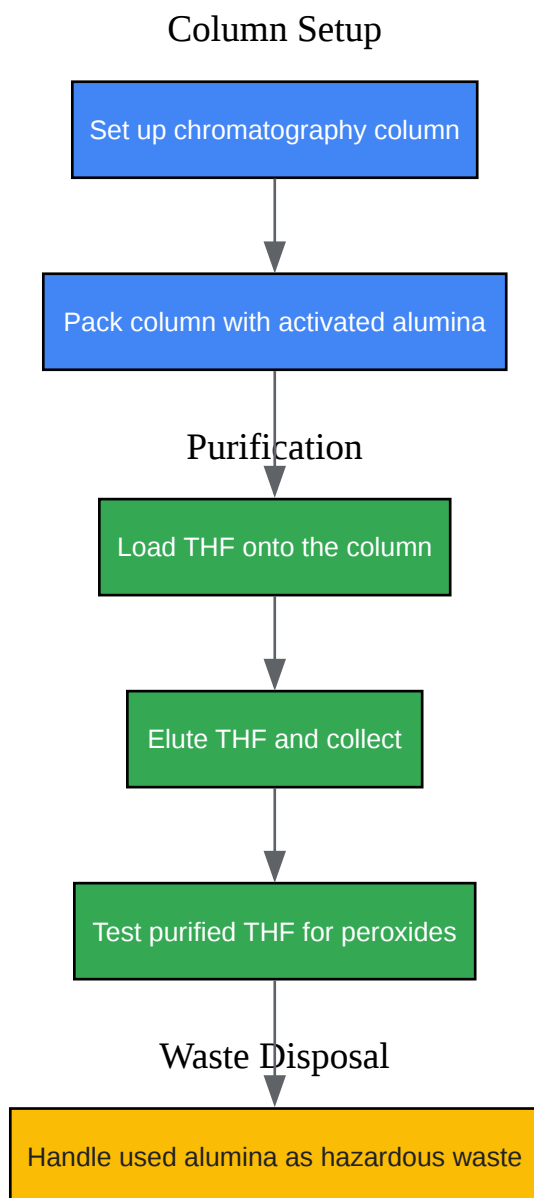 Column Setup
Set up chromatography column
Pack column with activated alumina
Purification
Load THF onto the column
Elute THF and collect
Test purified THF for peroxides
Waste Disposal
Handle used alumina as hazardous waste